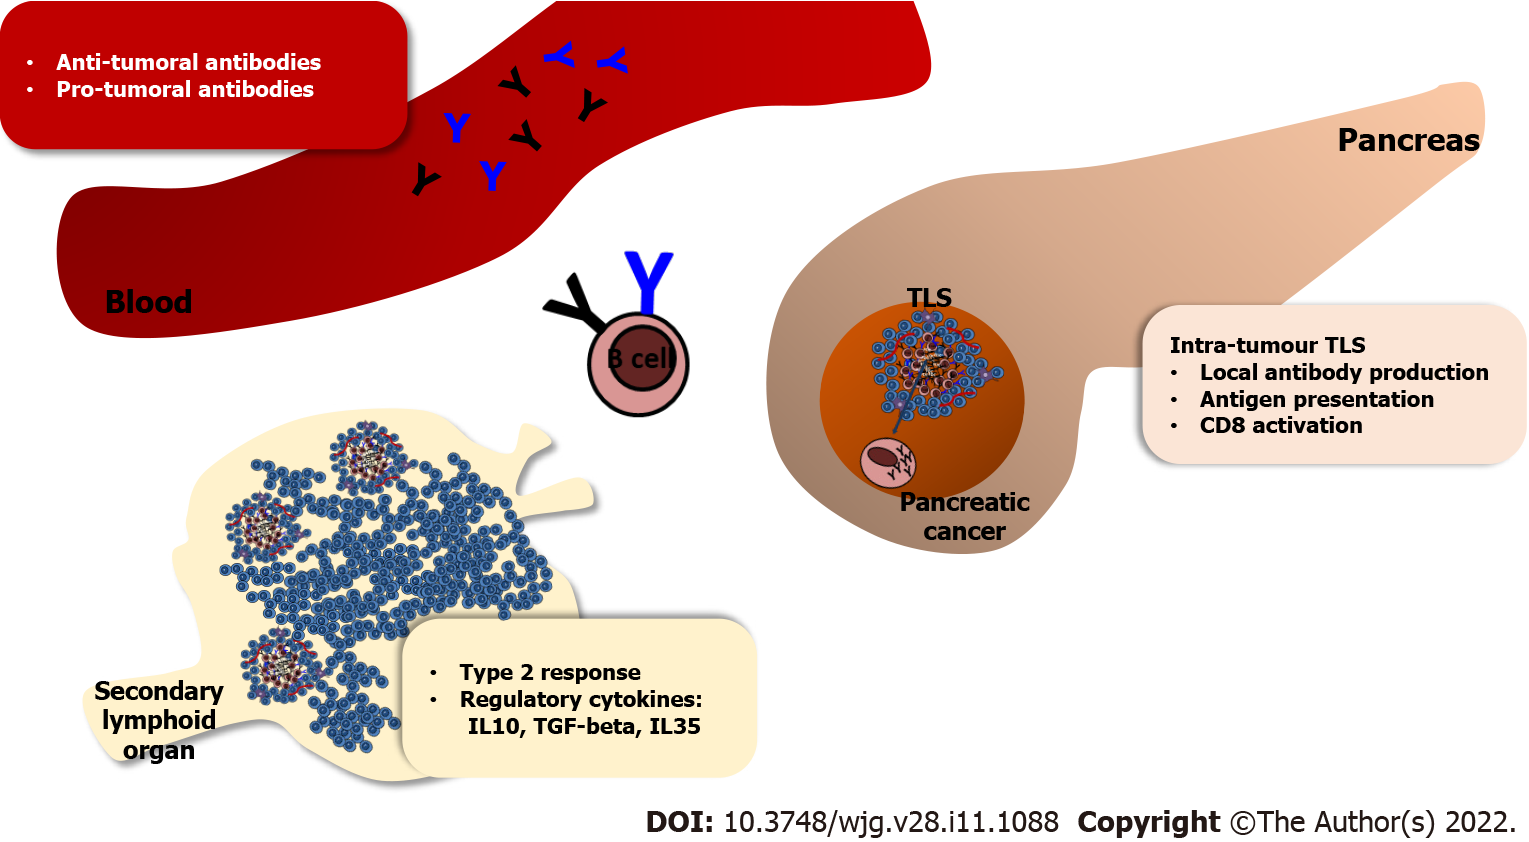 • Anti-tumoral antibodies
• Pro-tumoral antibodies
Blood
B cell
Pancreas
TLS
Pancreatic
cancer
Intra-tumour TLS
• Local antibody production
• Antigen presentation
• CD8 activation
Secondary
lymphoid
organ
• Type 2 response
• Regulatory cytokines:
IL10, TGF-beta, IL35
DOI: 10.3748/wjg.v28.i11.1088 Copyright ©The Author(s) 2022.